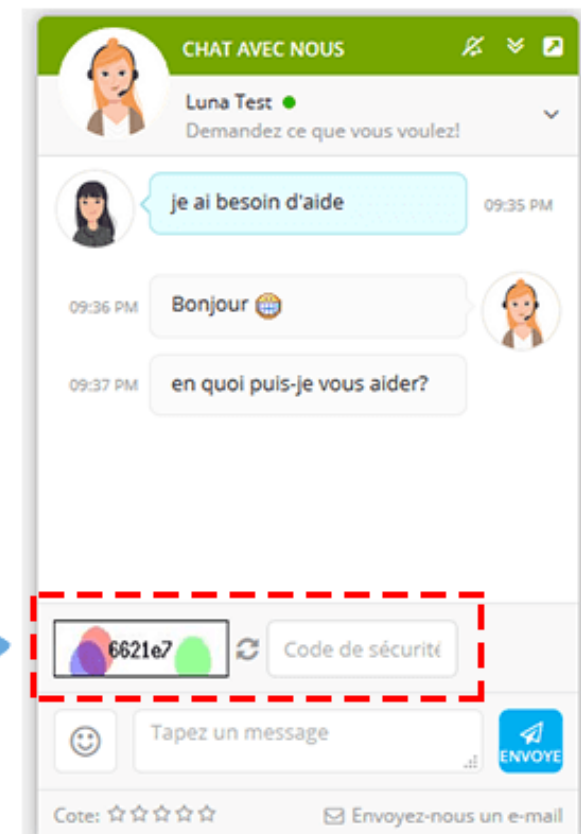 CHAT AVEC NOUS
Luna Test
Demandez ce que vous voulez!
je ai besoin d'aide
09:35 PM
09:36 PM
Bonjour
09:37 PM
en quoi puis-je vous aider?
6621e7
Code de sécurité
Tapez un message
ENVOYE
Cote:
Envoyez-nous un e-mail